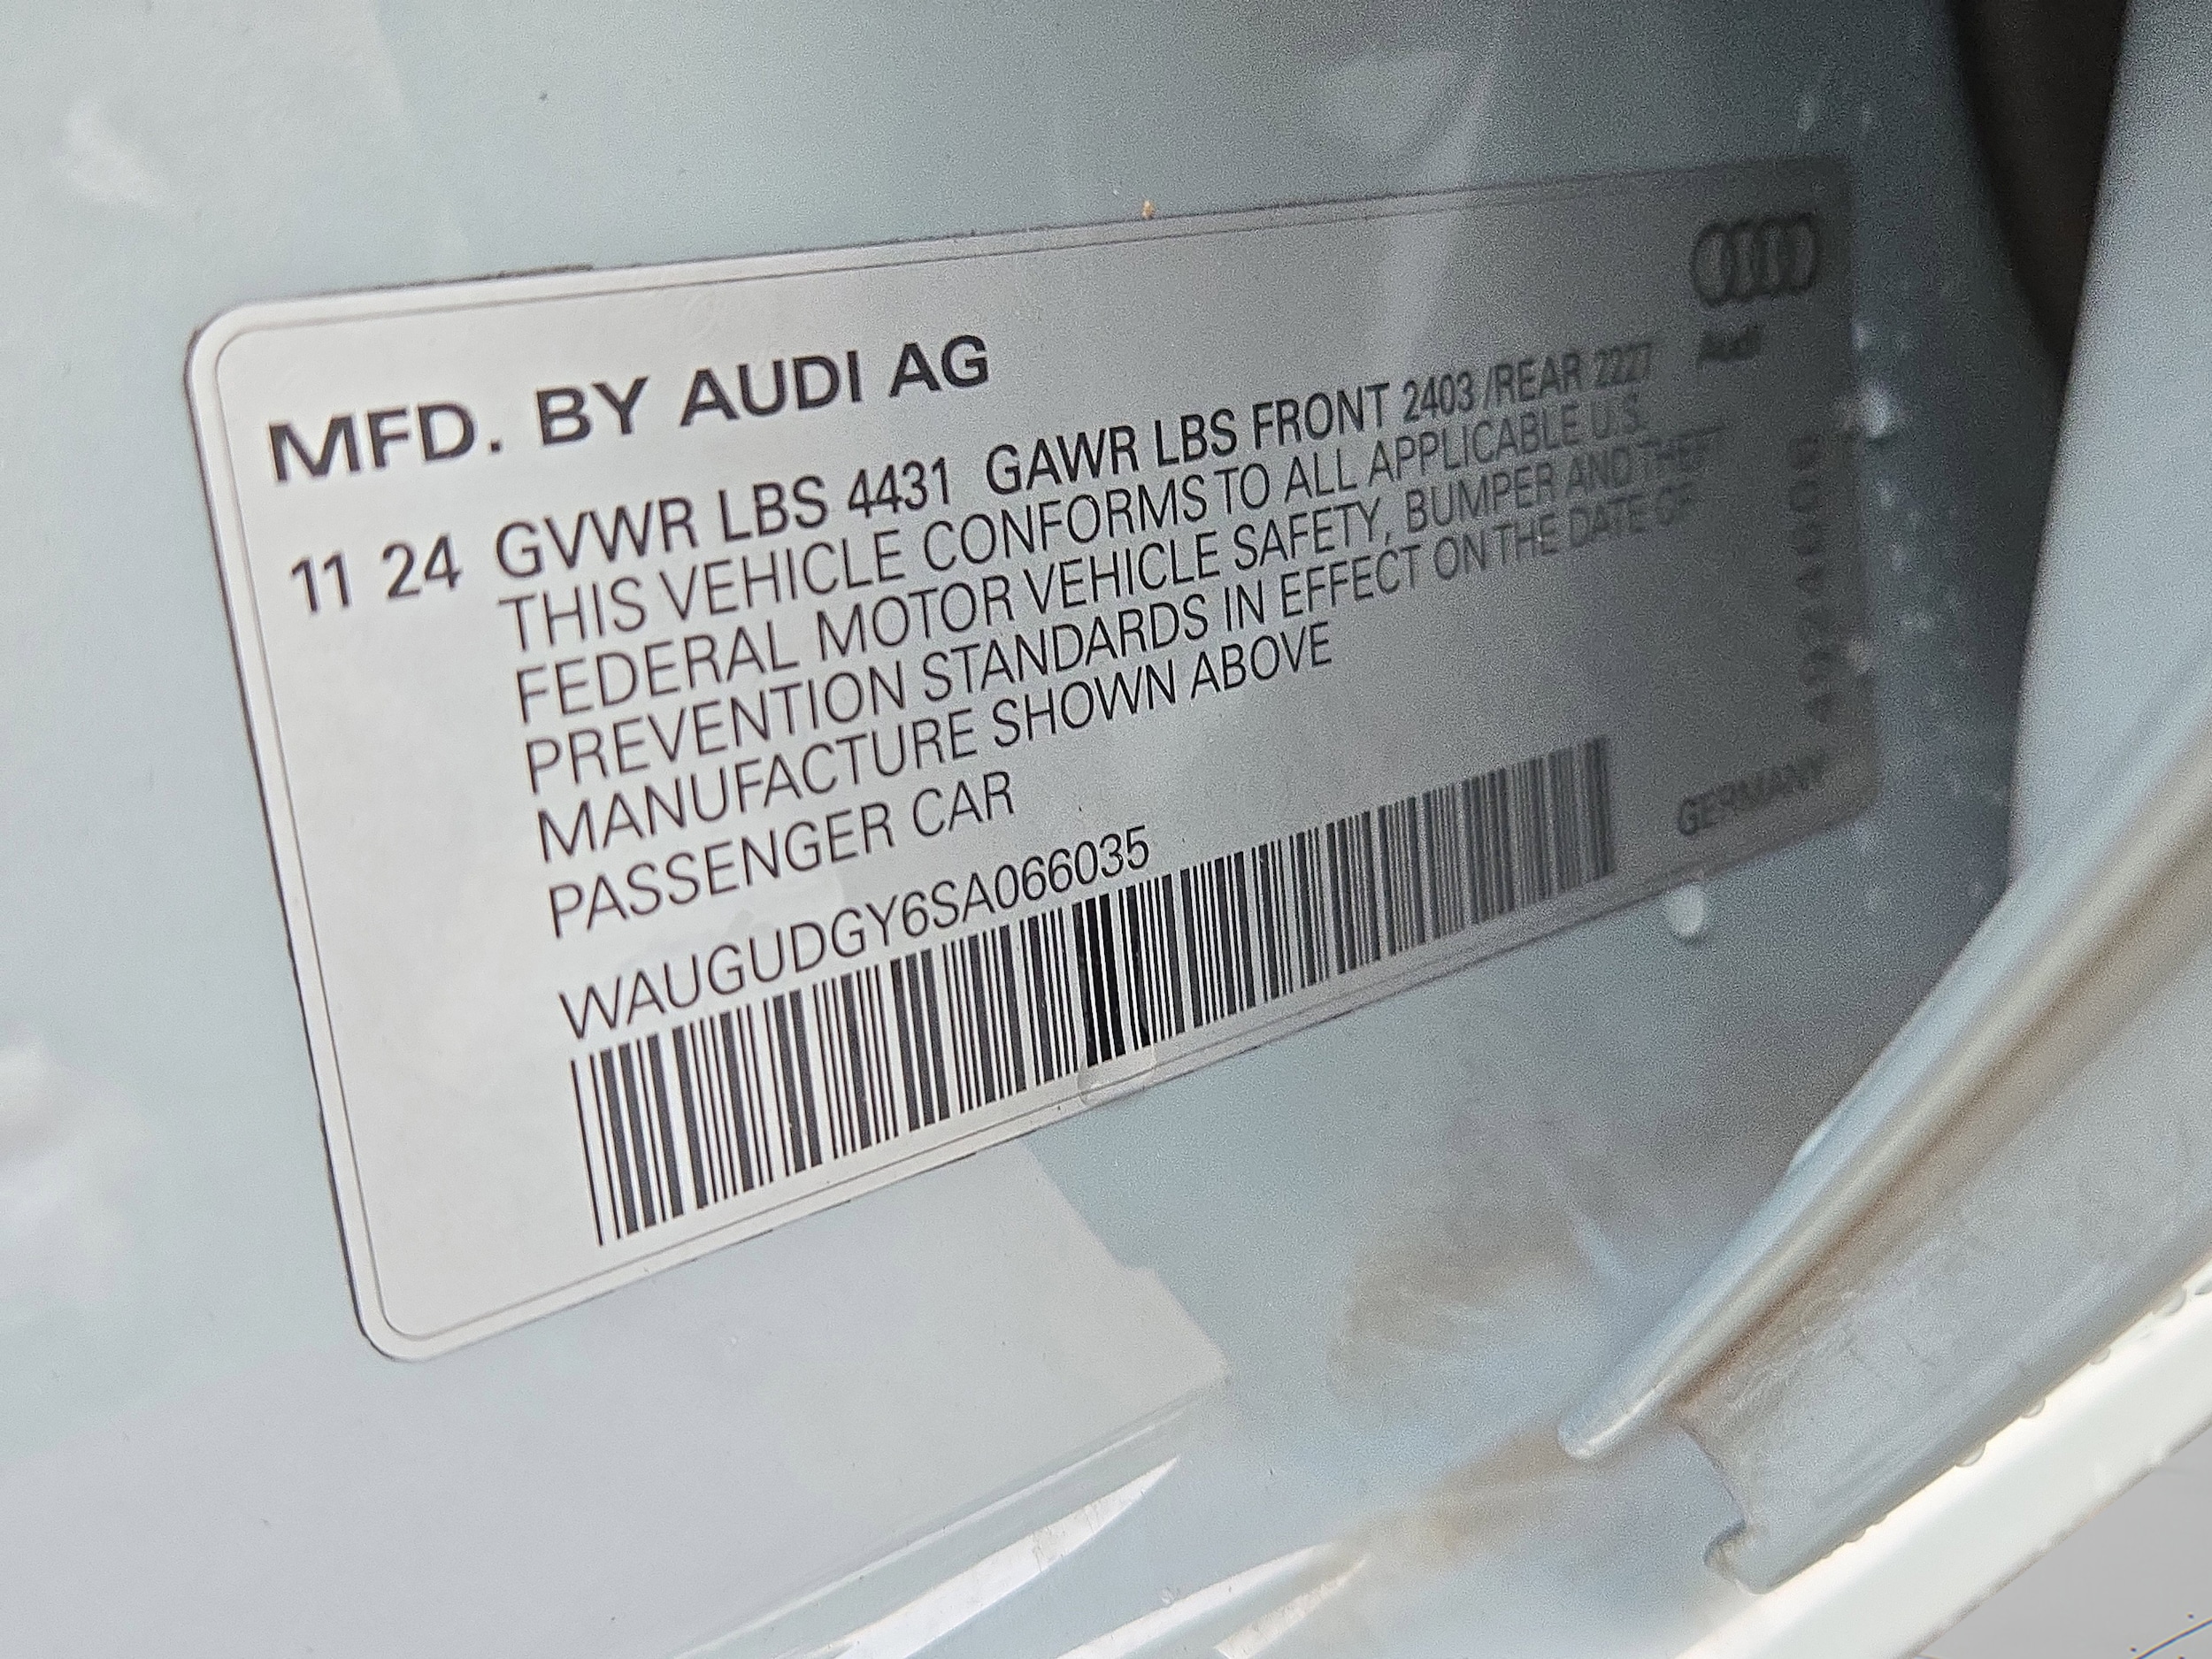 MFD. BY AUDI AG
Audi
11 24 GVWR LBS 4431 GAWR LBS FRONT 2403 /REAR 2227
THIS VEHICLE CONFORMS TO ALL APPLICABLE U.S.
FEDERAL MOTOR VEHICLE SAFETY, BUMPER AND THEFT
PREVENTION STANDARDS IN EFFECT ON THE DATE OF
MANUFACTURE SHOWN ABOVE
PASSENGER CAR
WAUGUDGY6SA066035
GERMANY